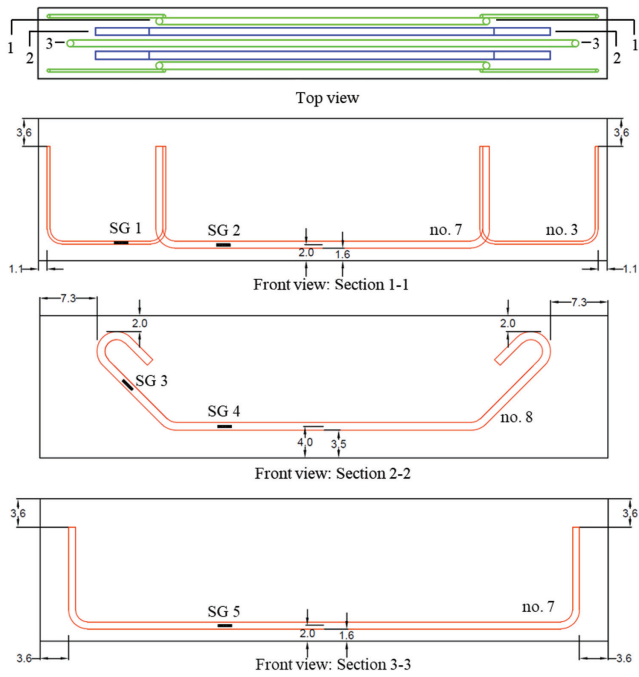 1 2 3 3 2 1
Top view
3.6 3.6
SG 1 SG 2 no. 7 no. 3
2.0 1.6
1.1 1.1
Front view: Section 1-1
7.3 7.3
2.0 2.0
SG 3
SG 4 no. 8
4.0 3.5
Front view: Section 2-2
3.6 3.6
SG 5 no. 7
2.0 1.6
3.6 3.6
Front view: Section 3-3